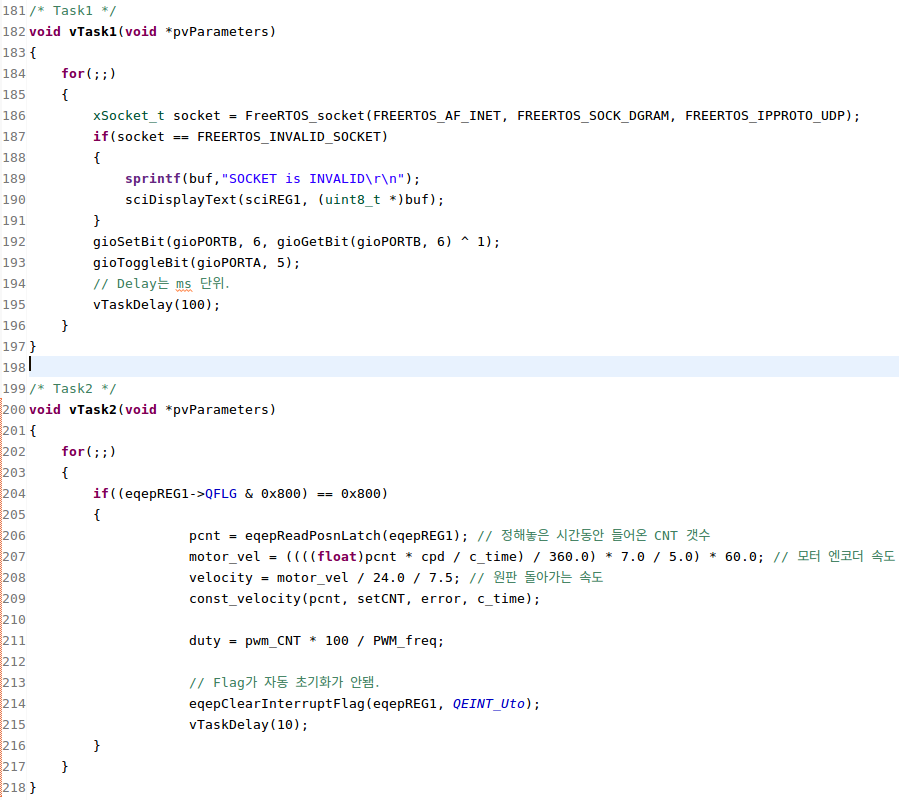 181 /* Task1 */
182 void vTask1(void *pvParameters)
183 {
184     for(;;)
185     {
186         xSocket_t socket = FreeRTOS_socket(FREERTOS_AF_INET, FREERTOS_SOCK_DGRAM, FREERTOS_IPPROTO_UDP);
187         if(socket == FREERTOS_INVALID_SOCKET)
188         {
189             sprintf(buf,"SOCKET is INVALID\r\n");
190             sciDisplayText(sciREG1, (uint8_t *)buf);
191         }
192         gioSetBit(gioPORTB, 6, gioGetBit(gioPORTB, 6) ^ 1);
193         gioToggleBit(gioPORTA, 5);
194         // Delay는 ms 단위.
195         vTaskDelay(100);
196     }
197 }
198
199 /* Task2 */
200 void vTask2(void *pvParameters)
201 {
202     for(;;)
203     {
204         if((eqepREG1->QFLG & 0x800) == 0x800)
205         {
206                     pcnt = eqepReadPosnLatch(eqepREG1); // 정해놓은 시간동안 들어온 CNT 갯수
207                     motor_vel = ((((float)pcnt * cpd / c_time) / 360.0) * 7.0 / 5.0) * 60.0; // 모터 엔코더 속도
208                     velocity = motor_vel / 24.0 / 7.5; // 원판 돌아가는 속도
209                     const_velocity(pcnt, setCNT, error, c_time);
210
211                     duty = pwm_CNT * 100 / PWM_freq;
212
213                     // Flag가 자동 초기화가 안됌.
214                     eqepClearInterruptFlag(eqepREG1, QEINT_Uto);
215                     vTaskDelay(10);
216         }
217     }
218 }